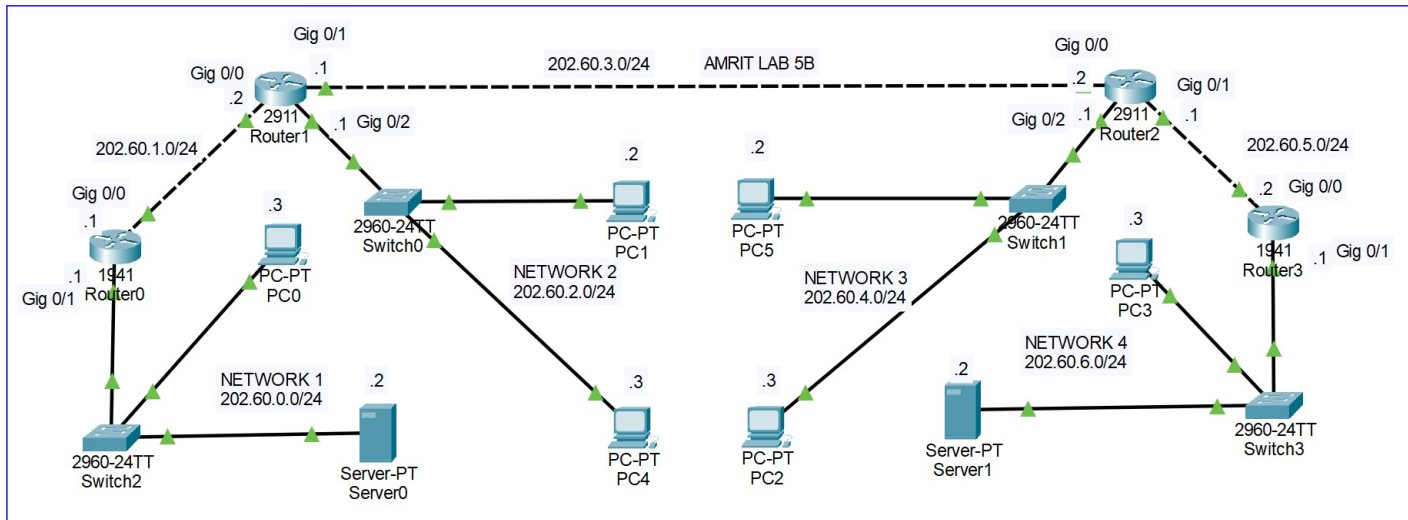 Gig 0/1
Gig 0/0
.1
.2
2911
Router1
.1
Gig 0/2
202.60.3.0/24
AMRIT LAB 5B
Gig 0/0
.2
Gig 0/1
2911
Router2
.1
.1
Gig 0/2
202.60.1.0/24
202.60.5.0/24
Gig 0/0
.1
.3
2960-24TT
Switch0
.2
PC-PT
PC1
.2
PC-PT
PC5
2960-24TT
Switch1
.2
Gig 0/0
1941
Router0
.1
Gig 0/1
PC-PT
PC0
NETWORK 2
202.60.2.0/24
NETWORK 3
202.60.4.0/24
.3
PC-PT
PC3
1941
Router3
.1
Gig 0/1
NETWORK 1
202.60.0.0/24
.2
.3
.3
NETWORK 4
202.60.6.0/24
.2
2960-24TT
Switch2
Server-PT
Server0
PC-PT
PC4
PC-PT
PC2
Server-PT
Server1
2960-24TT
Switch3